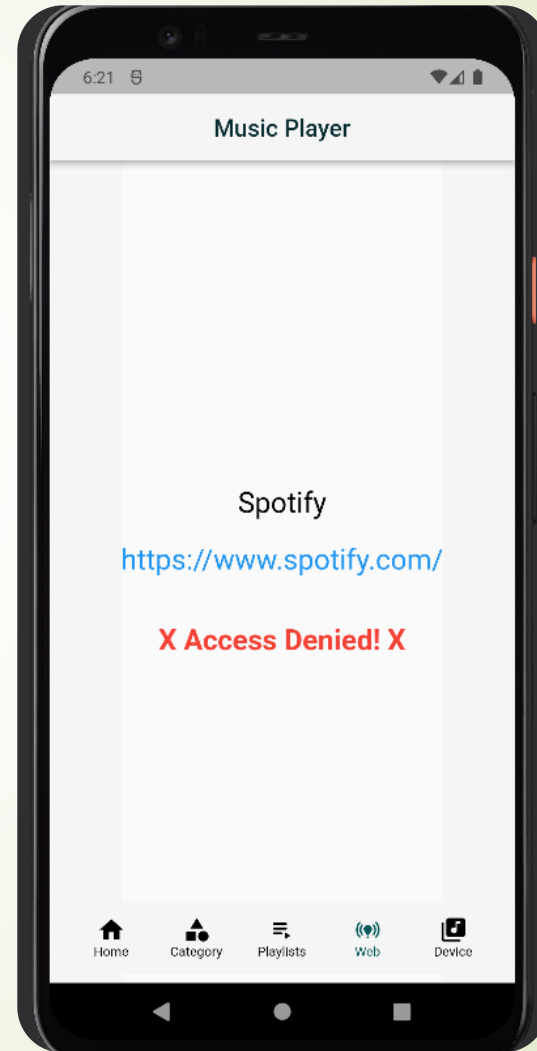 6:21
Music Player
Spotify
https://www.spotify.com/
X Access Denied! X
Home Category Playlists Web Device